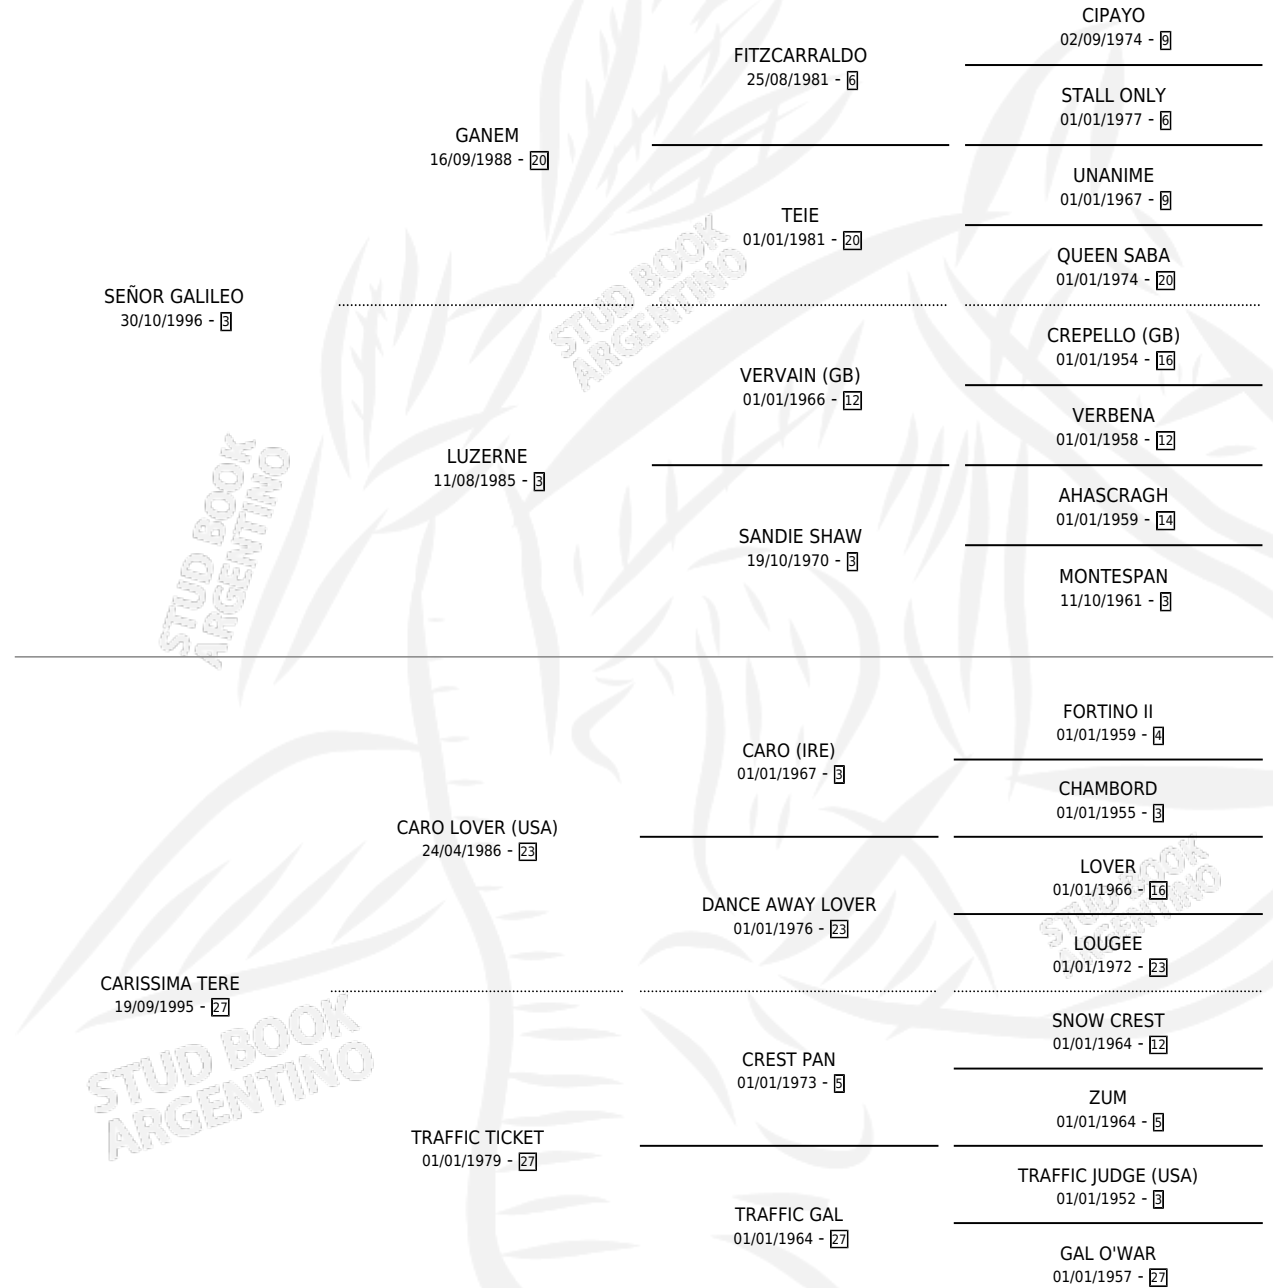 CIPAYO
02/09/1974 - 9
FITZCARRALDO
25/08/1981 - 6
STALL ONLY
01/01/1977 - 6
GANEM
16/09/1988 - 20
UNANIME
01/01/1967 - 9
TEIE
01/01/1981 - 20
QUEEN SABA
01/01/1974 - 20
SEÑOR GALILEO
30/10/1996 - 3
CREPELLO (GB)
01/01/1954 - 16
VERVAIN (GB)
01/01/1966 - 12
VERBENA
01/01/1958 - 12
LUZERNE
11/08/1985 - 3
AHASCRAGH
01/01/1959 - 14
SANDIE SHAW
19/10/1970 - 3
MONTESPAN
11/10/1961 - 3
FORTINO II
01/01/1959 - 4
CARO (IRE)
01/01/1967 - 3
CHAMBORD
01/01/1955 - 3
CARO LOVER (USA)
24/04/1986 - 23
LOVER
01/01/1966 - 16
DANCE AWAY LOVER
01/01/1976 - 23
LOUGEE
01/01/1972 - 23
CARISSIMA TERE
19/09/1995 - 27
SNOW CREST
01/01/1964 - 12
CREST PAN
01/01/1973 - 5
ZUM
01/01/1964 - 5
TRAFFIC TICKET
01/01/1979 - 27
TRAFFIC JUDGE (USA)
01/01/1952 - 3
TRAFFIC GAL
01/01/1964 - 27
GAL O'WAR
01/01/1957 - 27
STUD BOOK
ARGENTINO
STUD BOOK
ARGENTINO
STUD BOOK
ARGENTINO
STUD BOOK
ARGENTINO